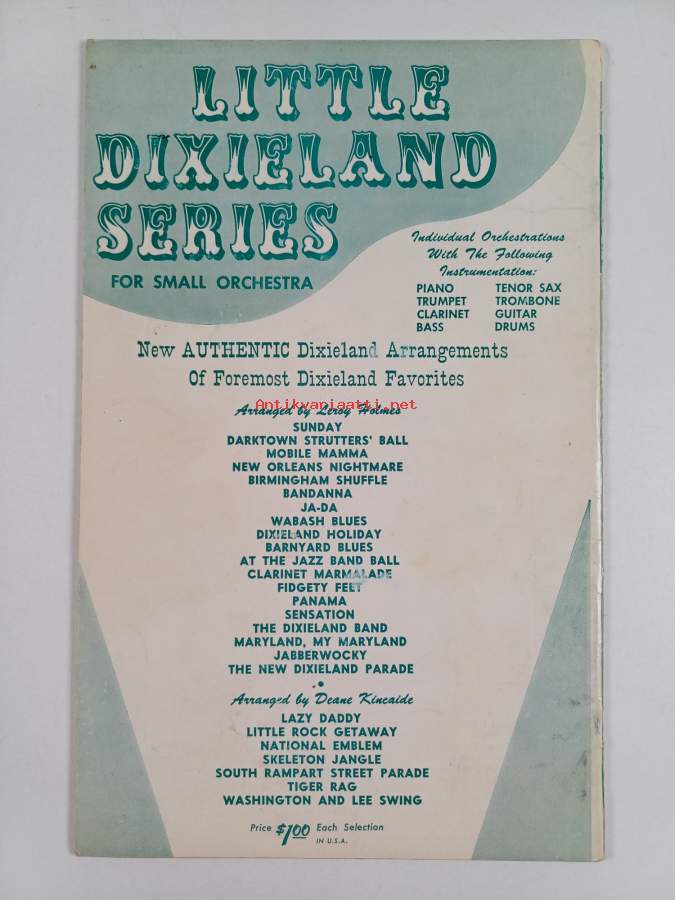 LITTLE
DIXIELAND
SERIES
FOR SMALL ORCHESTRA
Individual Orchestrations
With The Following
Instrumentation:
PIANO TENOR SAX
TRUMPET TROMBONE
CLARINET GUITAR
BASS DRUMS
New AUTHENTIC Dixieland Arrangements
Of Foremost Dixieland Favorites
Antikvariaatti.net
Arranged by Leroy Holmes
SUNDAY
DARKTOWN STRUTTERS' BALL
MOBILE MAMMA
NEW ORLEANS NIGHTMARE
BIRMINGHAM SHUFFLE
BANDANNA
JA-DA
WABASH BLUES
DIXIELAND HOLIDAY
BARNYARD BLUES
AT THE JAZZ BAND BALL
CLARINET MARMALADE
FIDGETY FEET
PANAMA
SENSATION
THE DIXIELAND BAND
MARYLAND, MY MARYLAND
JABBERWOCKY
THE NEW DIXIELAND PARADE
Arranged by Deane Kincaide
LAZY DADDY
LITTLE ROCK GETAWAY
NATIONAL EMBLEM
SKELETON JANGLE
SOUTH RAMPART STREET PARADE
TIGER RAG
WASHINGTON AND LEE SWING
Price $1.00 Each Selection
IN U.S.A.